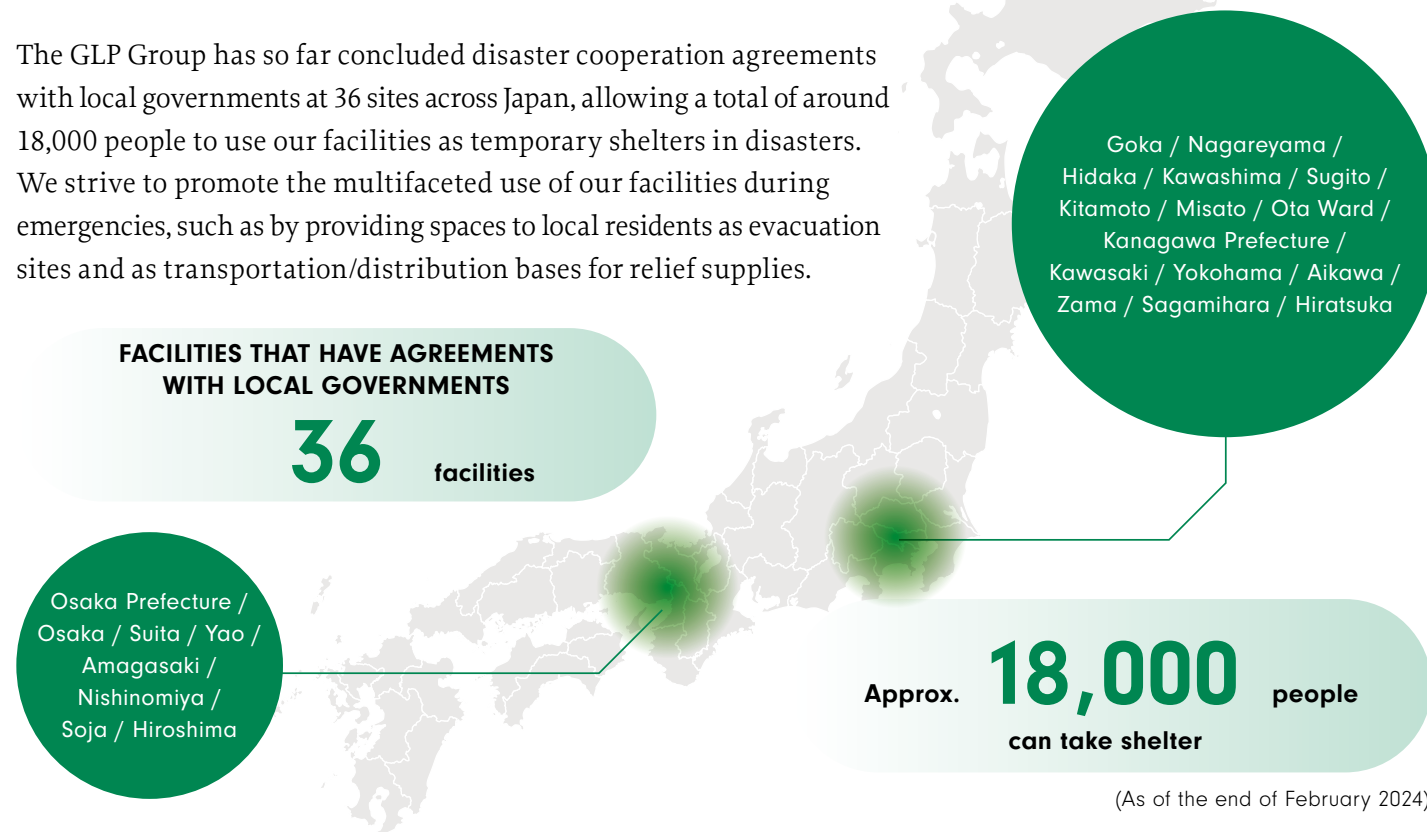 The GLP Group has so far concluded disaster cooperation agreements
with local governments at 36 sites across Japan, allowing a total of around
18,000 people to use our facilities as temporary shelters in disasters.
We strive to promote the multifaceted use of our facilities during
emergencies, such as by providing spaces to local residents as evacuation
sites and as transportation/distribution bases for relief supplies.
Goka / Nagareyama /
Hidaka / Kawashima / Sugito /
Kitamoto / Misato / Ota Ward /
Kanagawa Prefecture /
Kawasaki / Yokohama / Aikawa /
Zama / Sagamihara / Hiratsuka
FACILITIES THAT HAVE AGREEMENTS
WITH LOCAL GOVERNMENTS
36 facilities
Osaka Prefecture /
Osaka / Suita / Yao /
Amagasaki /
Nishinomiya /
Soja / Hiroshima
Approx. 18,000 people
can take shelter
(As of the end of February 2024)